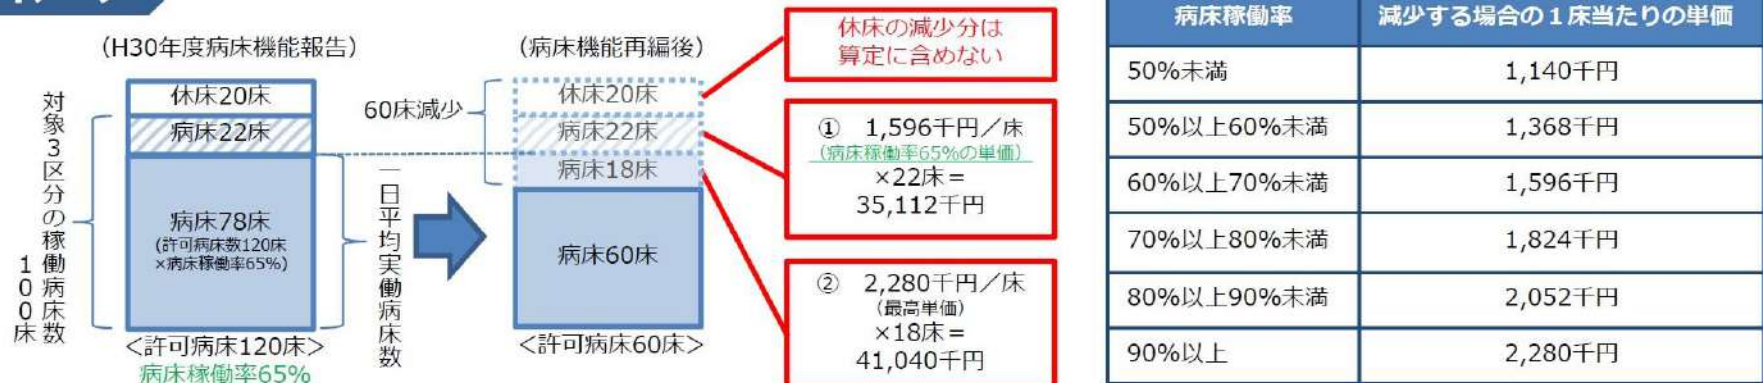 (H30年度病床機能報告)
休床20床
病床22床
病床78床
(許可病床数120床
×病床稼働率65%)
<許可病床120床>
病床稼働率65%
対象3区分の稼働病床数
100床
一日平均実働病床数
(病床機能再編後)
60床減少
休床20床
病床22床
病床18床
病床60床
<許可病床60床>
休床の減少分は
算定に含めない
① 1,596千円/床
(病床稼働率65%の単価)
×22床=
35,112千円
② 2,280千円/床
(最高単価)
×18床=
41,040千円
病床稼働率 減少する場合の1床当たりの単価
50%未満 1,140千円
50%以上60%未満 1,368千円
60%以上70%未満 1,596千円
70%以上80%未満 1,824千円
80%以上90%未満 2,052千円
90%以上 2,280千円